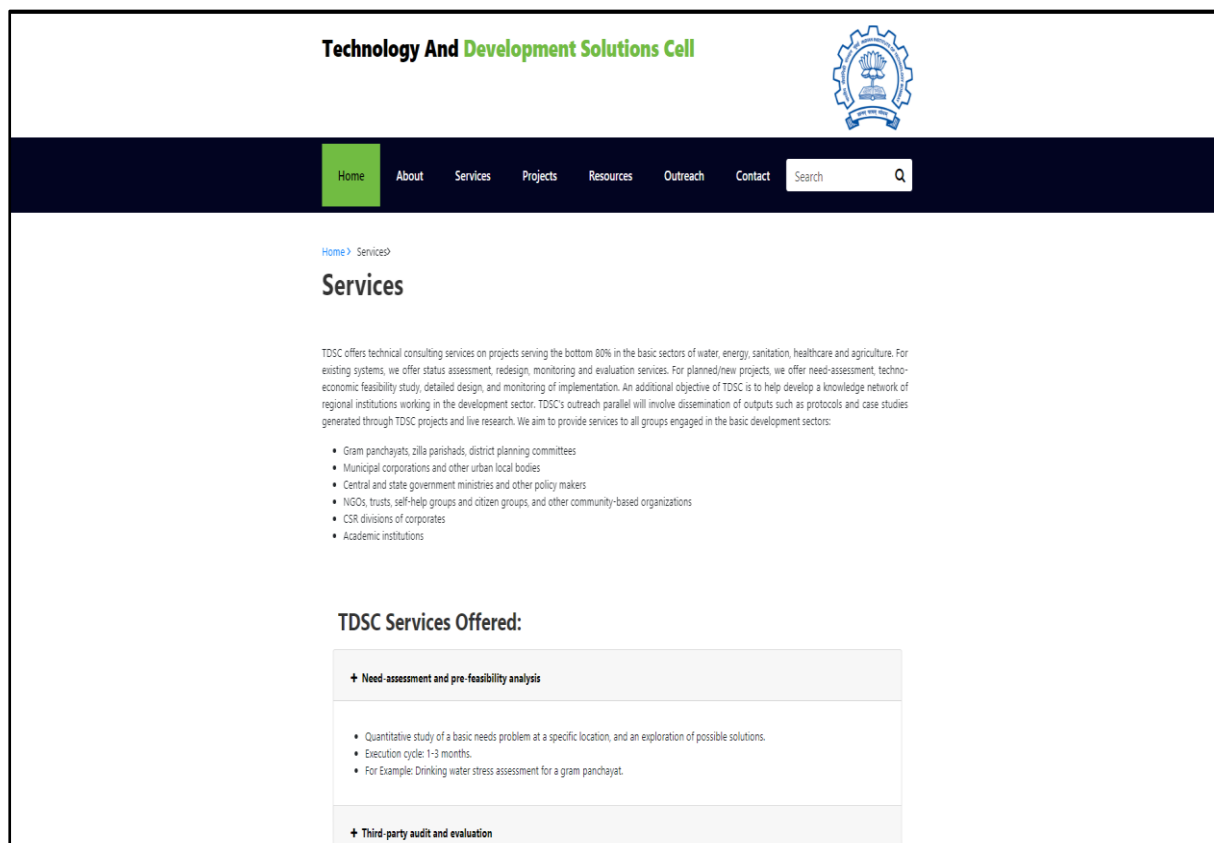 Technology And Development Solutions Cell
Home About Services Projects Resources Outreach Contact Search
Home > Services>
Services
TDSC offers technical consulting services on projects serving the bottom 80% in the basic sectors of water, energy, sanitation, healthcare and agriculture. For
existing systems, we offer status assessment, redesign, monitoring and evaluation services. For planned/new projects, we offer need-assessment, techno-
economic feasibility study, detailed design, and monitoring of implementation. An additional objective of TDSC is to help develop a knowledge network of
regional institutions working in the development sector. TDSC's outreach parallel will involve dissemination of outputs such as protocols and case studies
generated through TDSC projects and live research. We aim to provide services to all groups engaged in the basic development sectors:
• Gram panchayats, zilla parishads, district planning committees
• Municipal corporations and other urban local bodies
• Central and state government ministries and other policy makers
• NGOs, trusts, self-help groups and citizen groups, and other community-based organizations
• CSR divisions of corporates
• Academic institutions
TDSC Services Offered:
+ Need-assessment and pre-feasibility analysis
• Quantitative study of a basic needs problem at a specific location, and an exploration of possible solutions.
• Execution cycle: 1-3 months.
• For Example: Drinking water stress assessment for a gram panchayat.
+ Third-party audit and evaluation